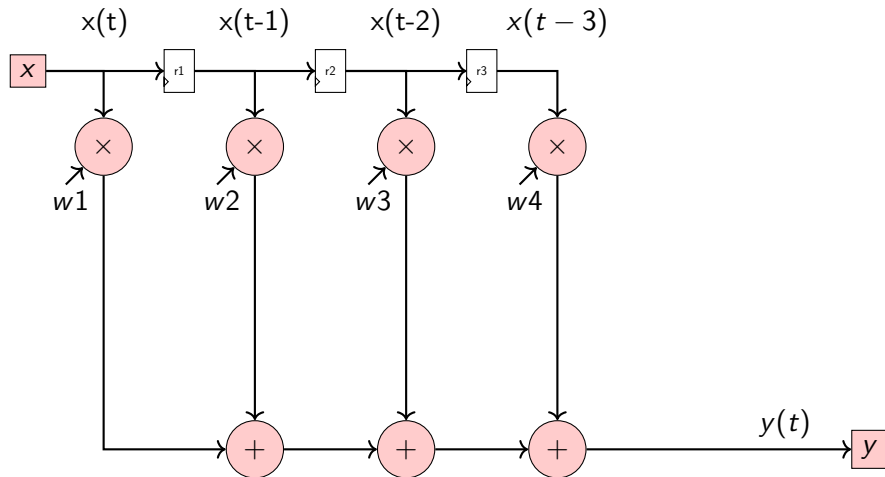 x(t) x(t-1) x(t-2) x(t − 3)
x r1 r2 r3
× × × ×
w1 w2 w3 w4
y(t)
+ + + y